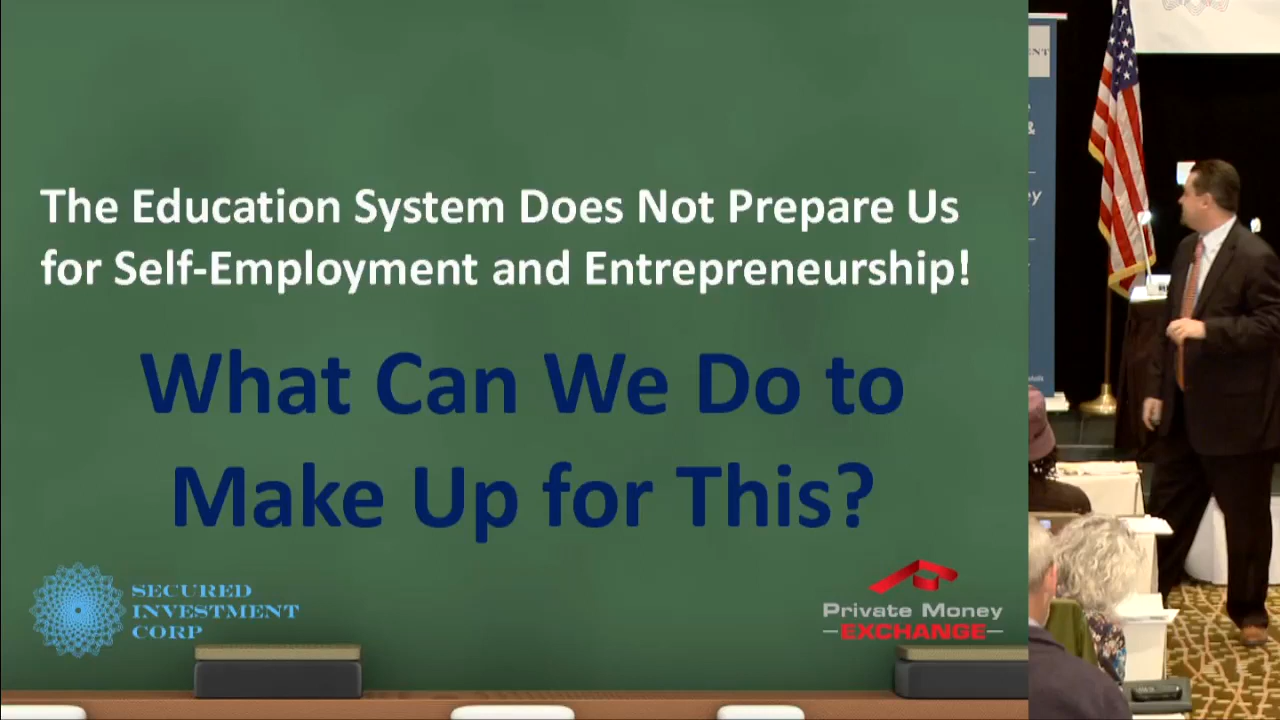 The Education System Does Not Prepare Us
for Self-Employment and Entrepreneurship!
What Can We Do to
Make Up for This?
SECURED
INVESTMENT
CORP
Private Money
EXCHANGE
&